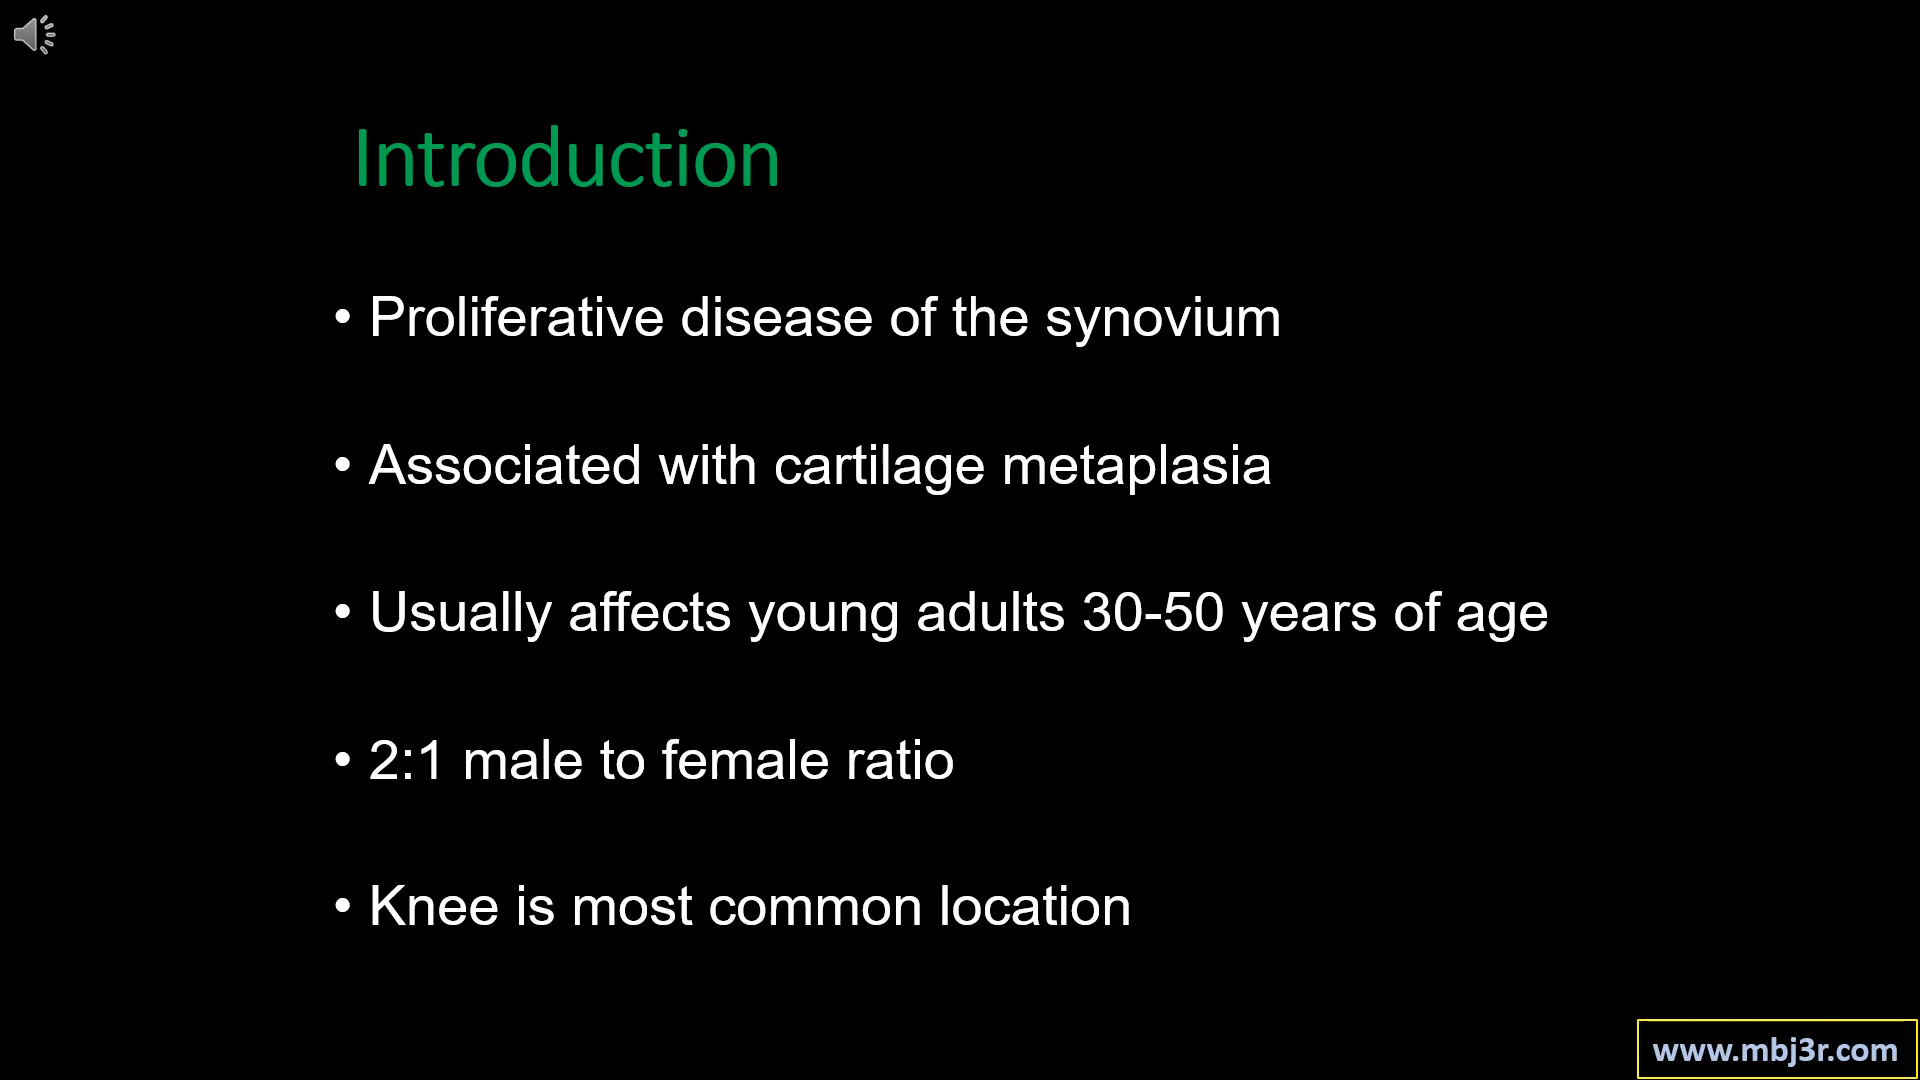 Introduction
• Proliferative disease of the synovium
• Associated with cartilage metaplasia
• Usually affects young adults 30-50 years of age
• 2:1 male to female ratio
• Knee is most common location
www.mbj3r.com